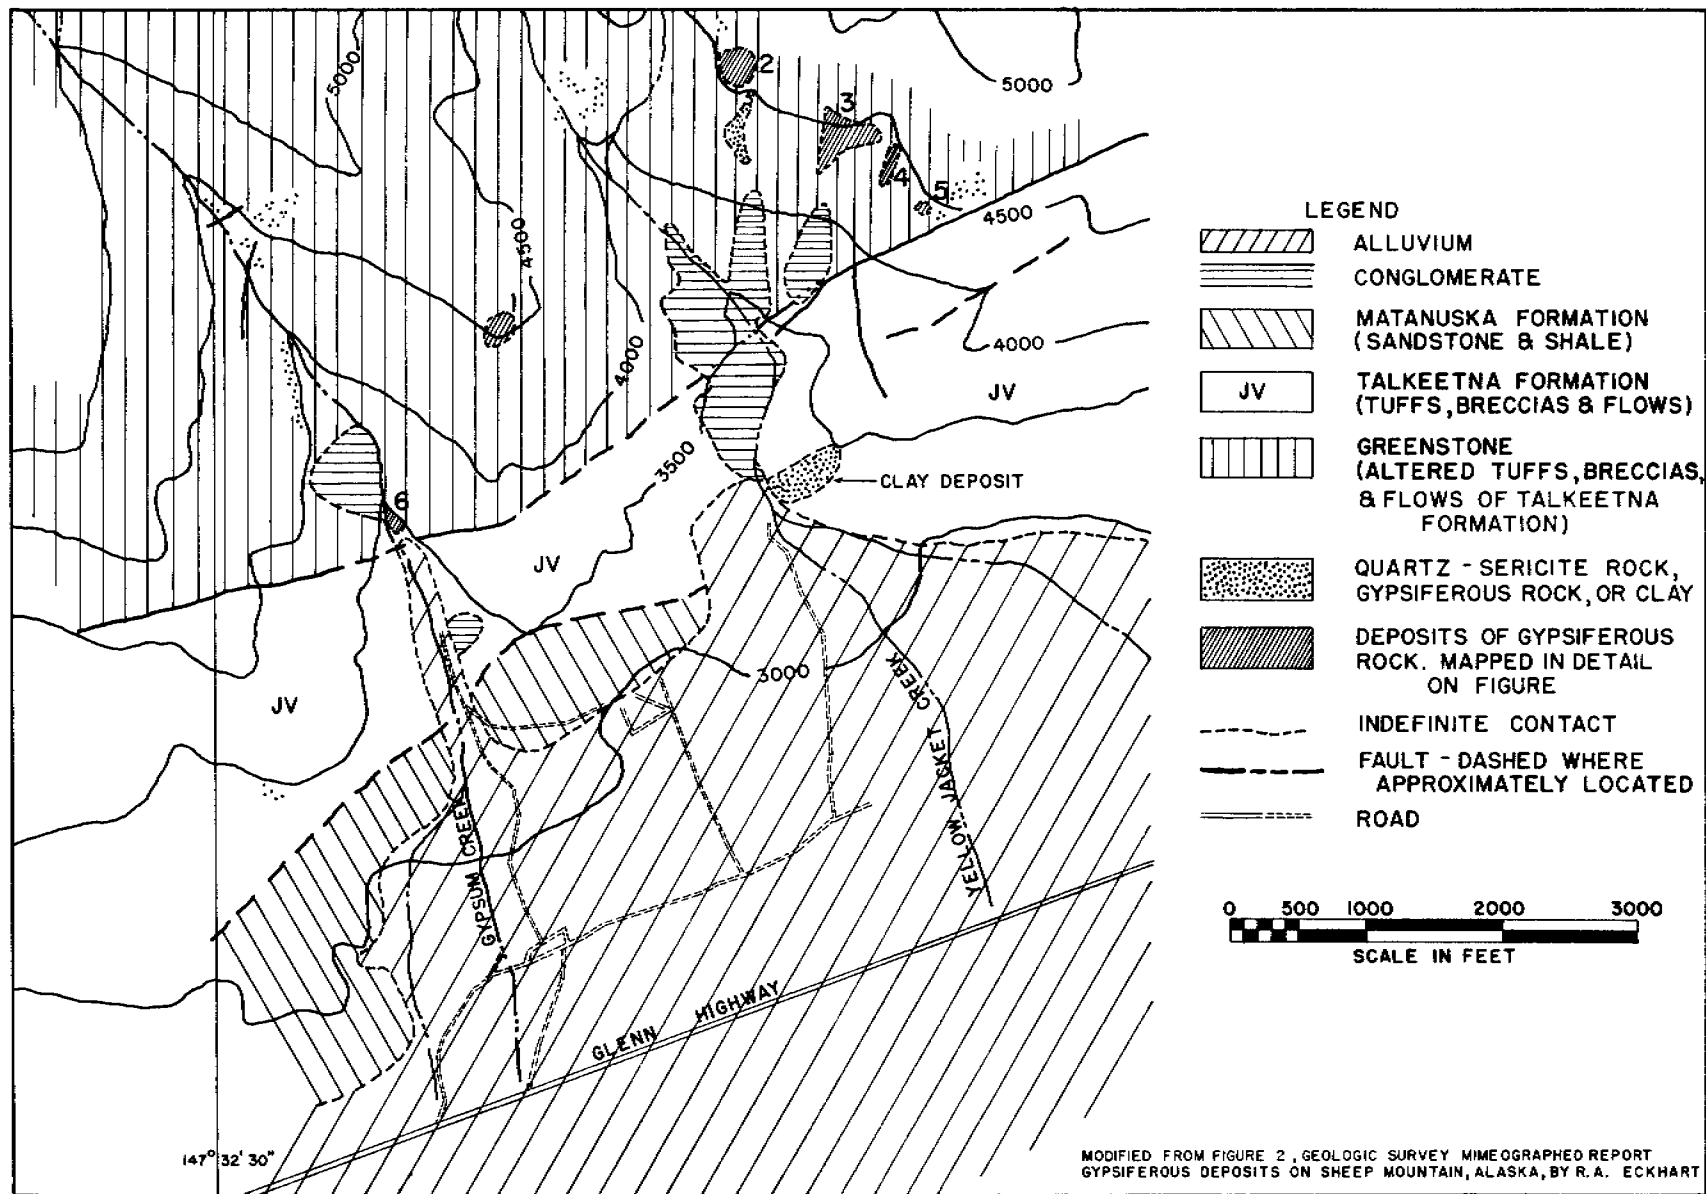 5000
2
5000
3
4
5
4500
4500
4000
4000
JV
3500
CLAY DEPOSIT
6
JV
3000
JV
GYPSUM CREEK
YELLOW JACKET CREEK
GLENN HIGHWAY
147° 32' 30"
LEGEND
ALLUVIUM
CONGLOMERATE
MATANUSKA FORMATION
(SANDSTONE & SHALE)
JV
TALKEETNA FORMATION
(TUFFS, BRECCIAS & FLOWS)
GREENSTONE
(ALTERED TUFFS, BRECCIAS,
& FLOWS OF TALKEETNA
FORMATION)
QUARTZ - SERICITE ROCK,
GYPSIFEROUS ROCK, OR CLAY
DEPOSITS OF GYPSIFEROUS
ROCK. MAPPED IN DETAIL
ON FIGURE
INDEFINITE CONTACT
FAULT - DASHED WHERE
APPROXIMATELY LOCATED
ROAD
0 500 1000 2000 3000
SCALE IN FEET
MODIFIED FROM FIGURE 2, GEOLOGIC SURVEY MIMEOGRAPHED REPORT
GYPSIFEROUS DEPOSITS ON SHEEP MOUNTAIN, ALASKA, BY R.A. ECKHART